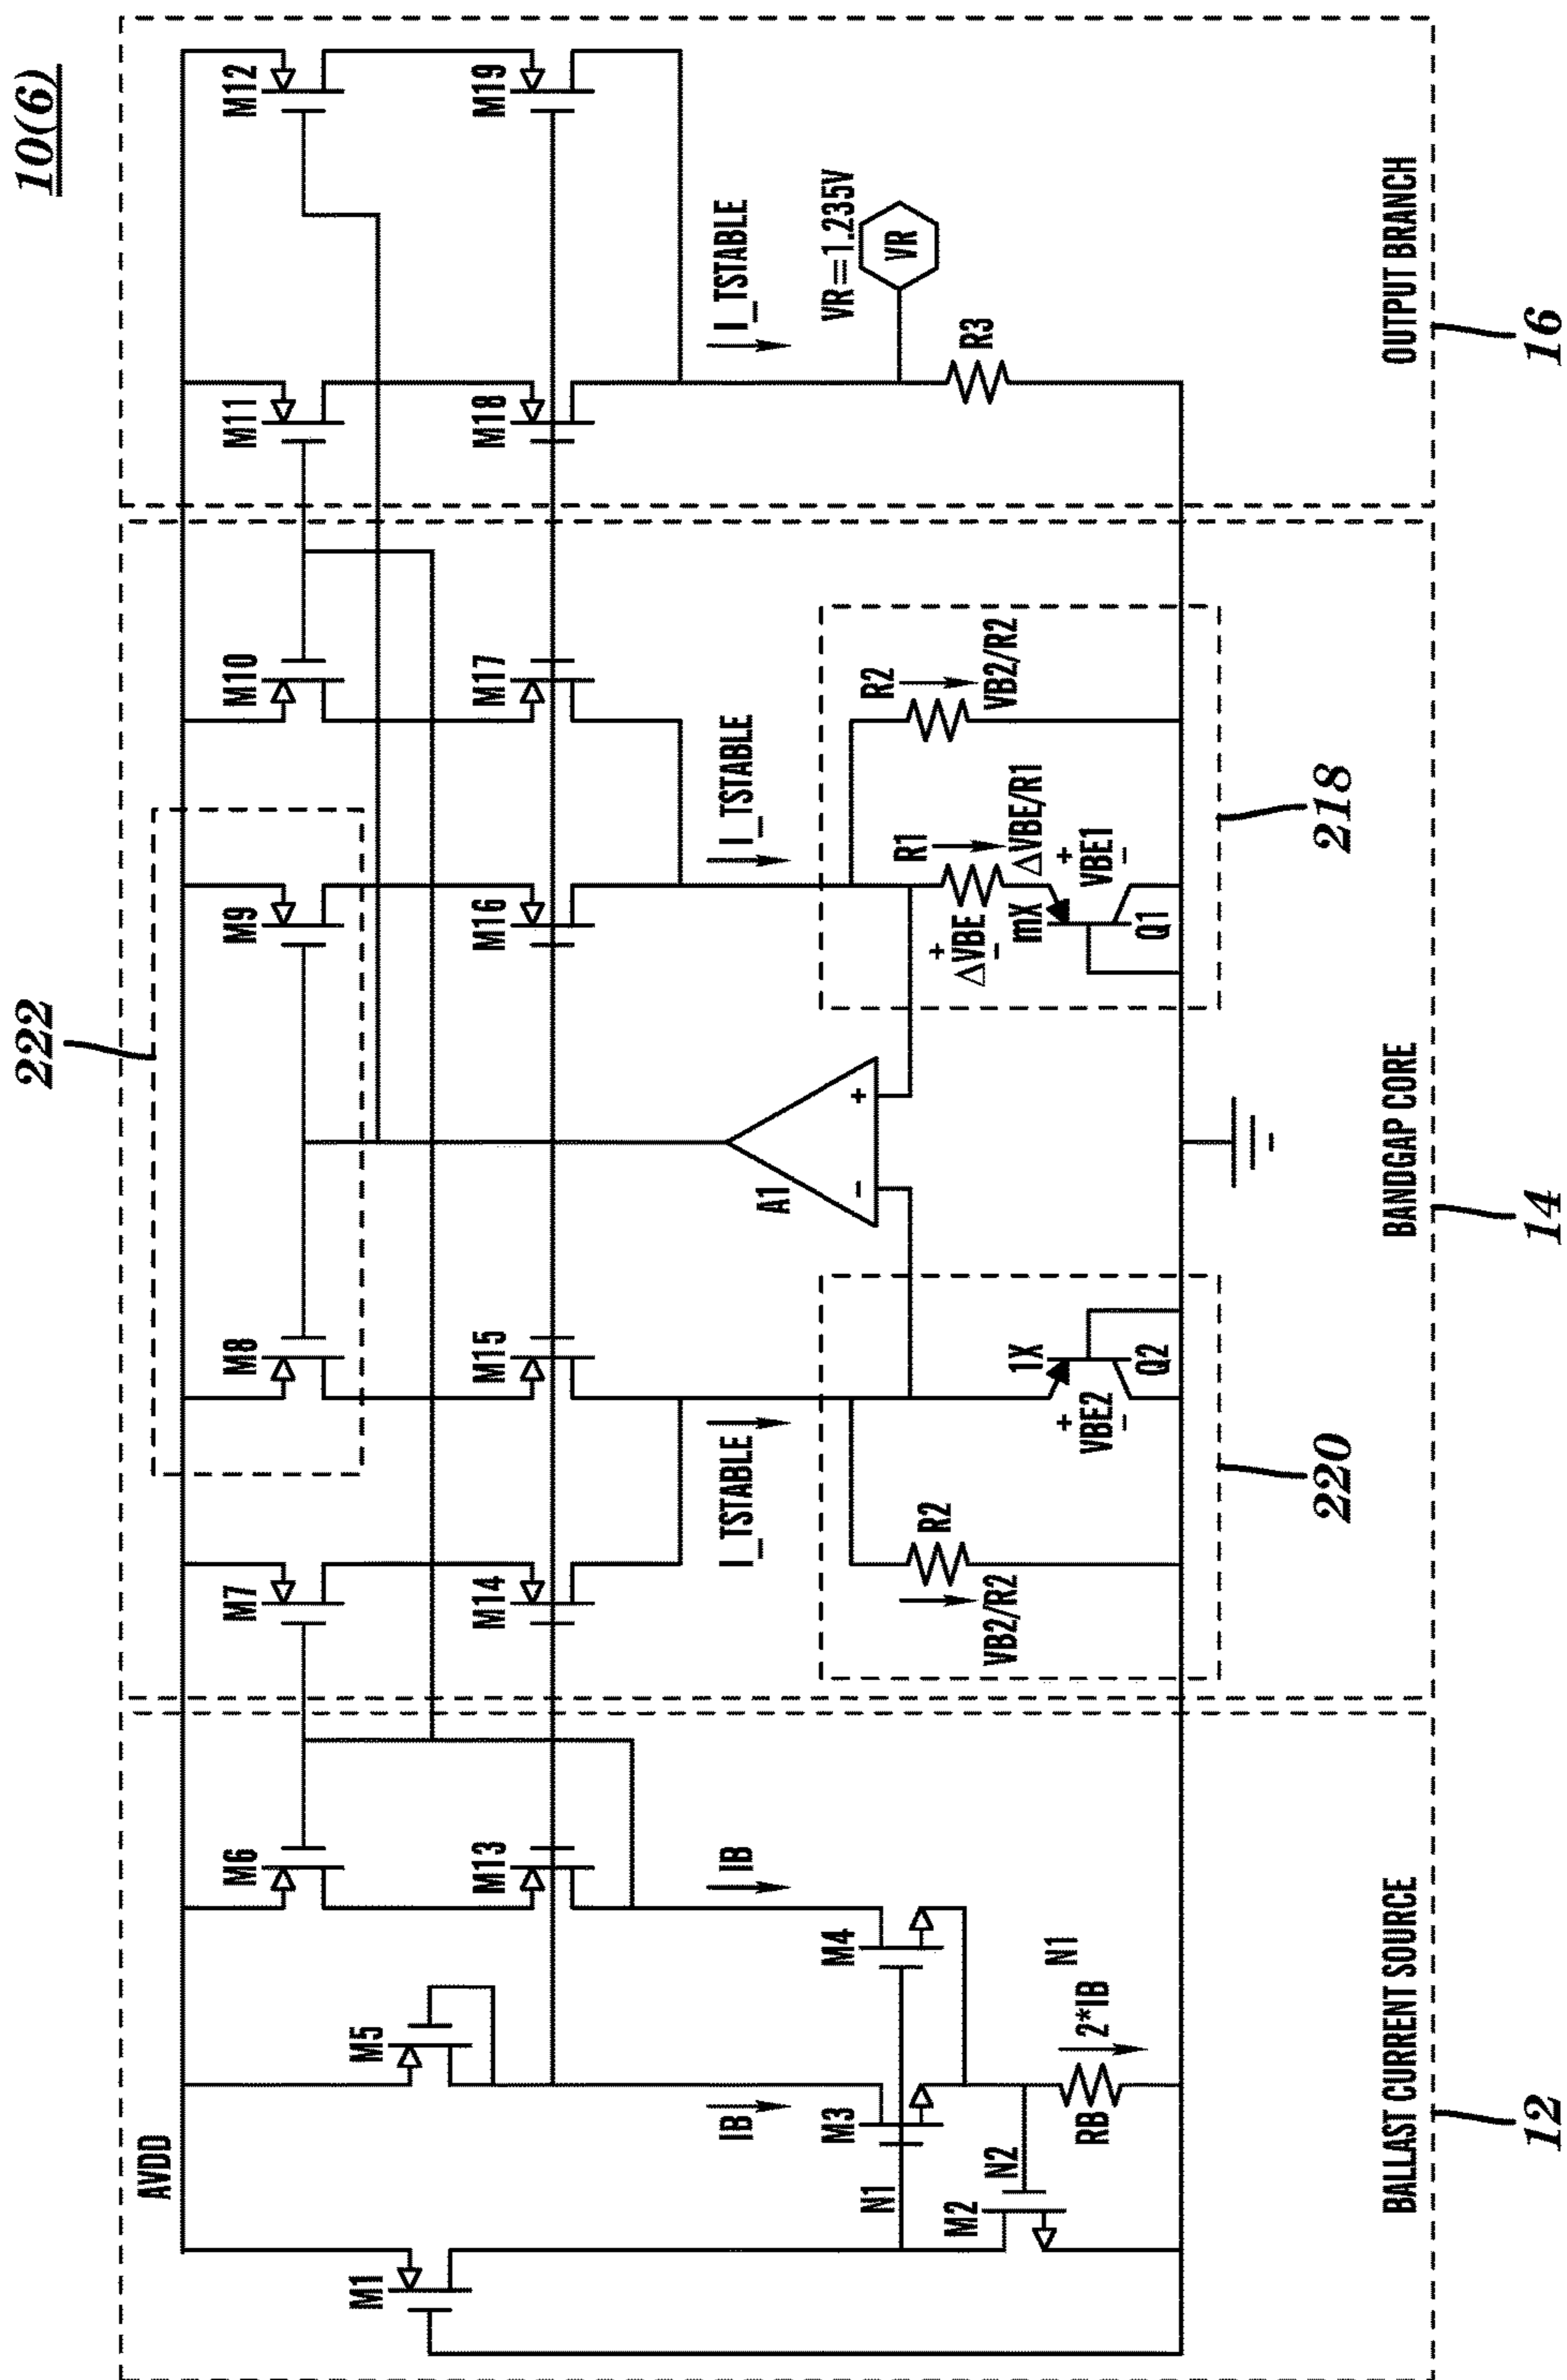 10(6)
222
AVDD
M1
M5
M6
M7
M8
M9
M10
M11
M12
M13
M14
M15
M16
M17
M18
M19
IB
IB
I_TSTABLE
I_TSTABLE
I_TSTABLE
A1
−
+
VR=1.235V
VR
R3
M3
M4
N1
M2
N2
RB
2*IB
N1
R2
VB2/R2
1X
+
VBE2
−
Q2
+
ΔVBE
−
R1
ΔVBE/R1
mX
+
VBE1
−
Q1
R2
VB2/R2
220
218
BALLAST CURRENT SOURCE
BANDGAP CORE
OUTPUT BRANCH
12
14
16